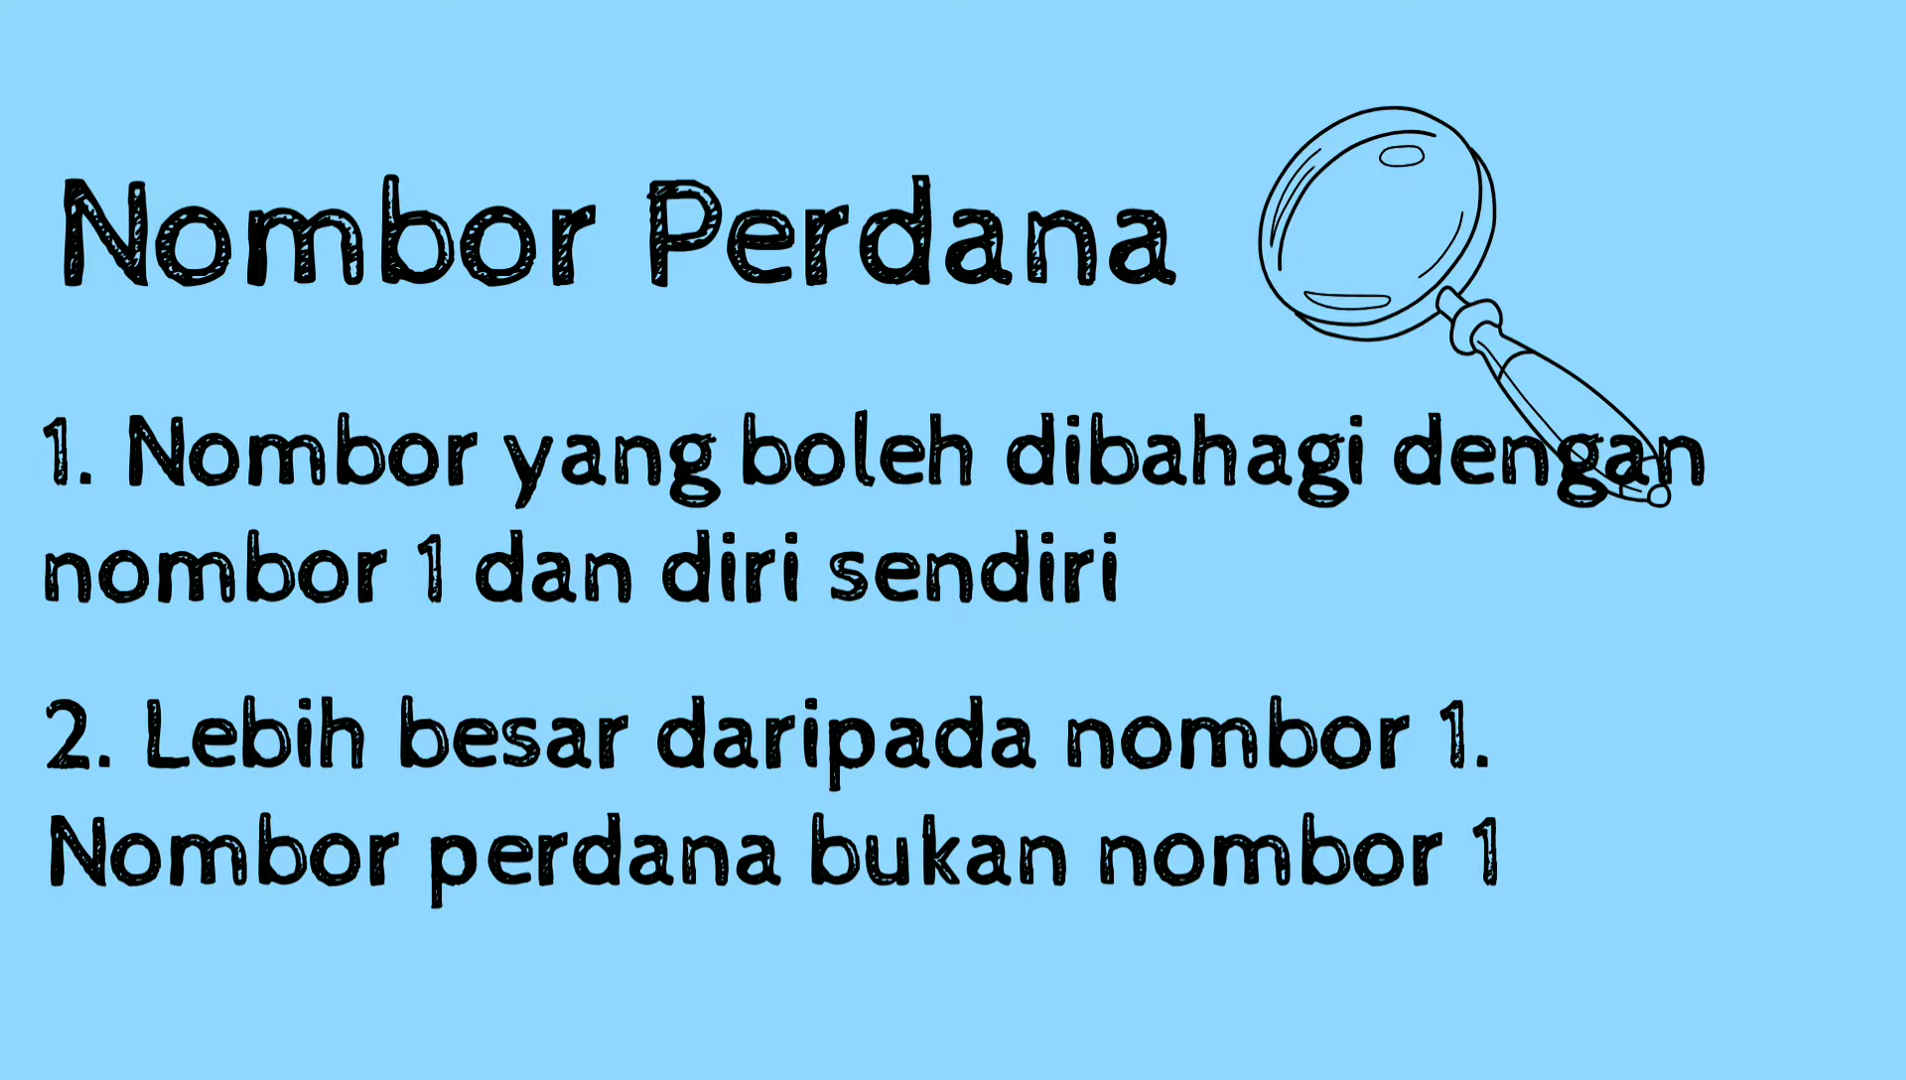 Nombor Perdana
1. Nombor yang boleh dibahagi dengan
nombor 1 dan diri sendiri
2. Lebih besar daripada nombor 1.
Nombor perdana bukan nombor 1